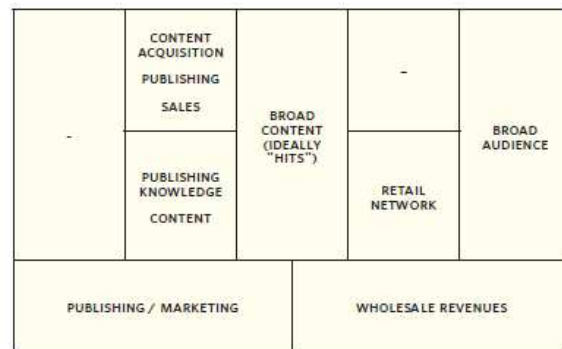 -
CONTENT
ACQUISITION
PUBLISHING
SALES
PUBLISHING
KNOWLEDGE
CONTENT
BROAD
CONTENT
(IDEALLY
"HITS")
-
RETAIL
NETWORK
BROAD
AUDIENCE
PUBLISHING / MARKETING
WHOLESALE REVENUES